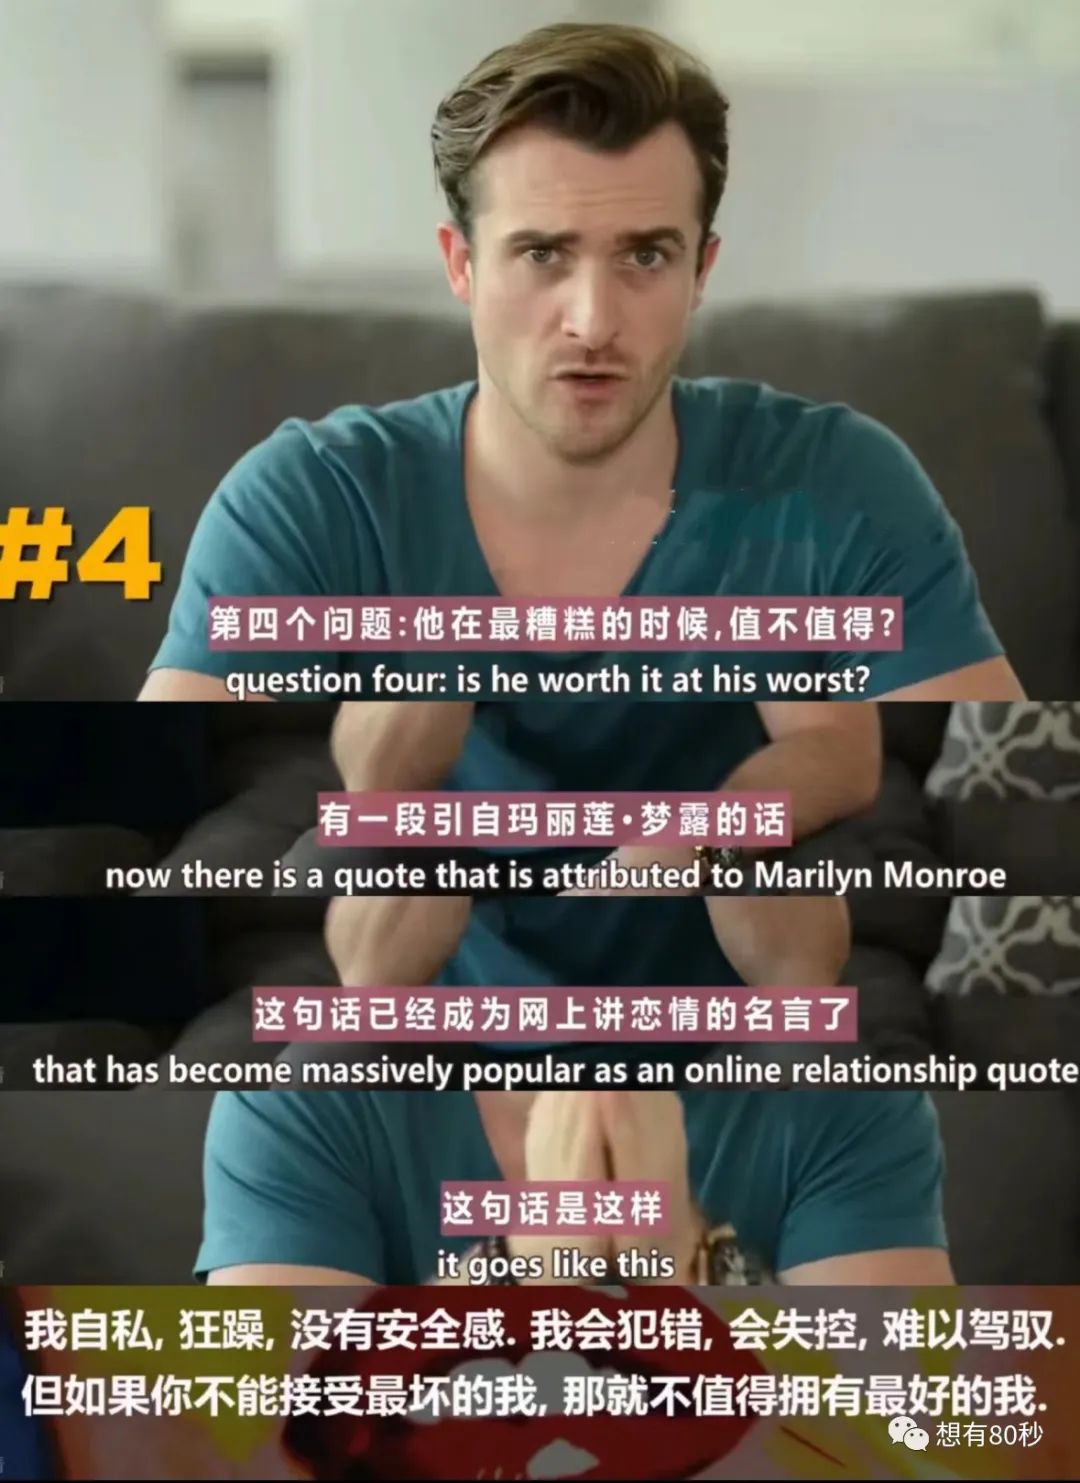 #4
第四个问题:他在最糟糕的时候,值不值得?
question four: is he worth it at his worst?
有一段引自玛丽莲·梦露的话
now there is a quote that is attributed to Marilyn Monroe
这句话已经成为网上讲恋情的名言了
that has become massively popular as an online relationship quote
这句话是这样
it goes like this
我自私, 狂躁, 没有安全感. 我会犯错, 会失控, 难以驾驭.
但如果你不能接受最坏的我, 那就不值得拥有最好的我.
想有80秒